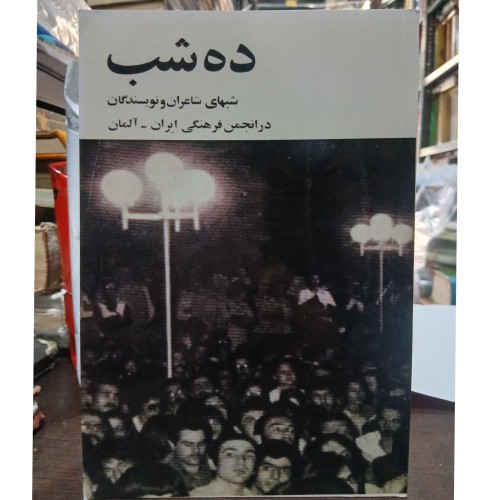 ده شب
شبهای شاعران و نویسندگان
در انجمن فرهنگی ایران - آلمان